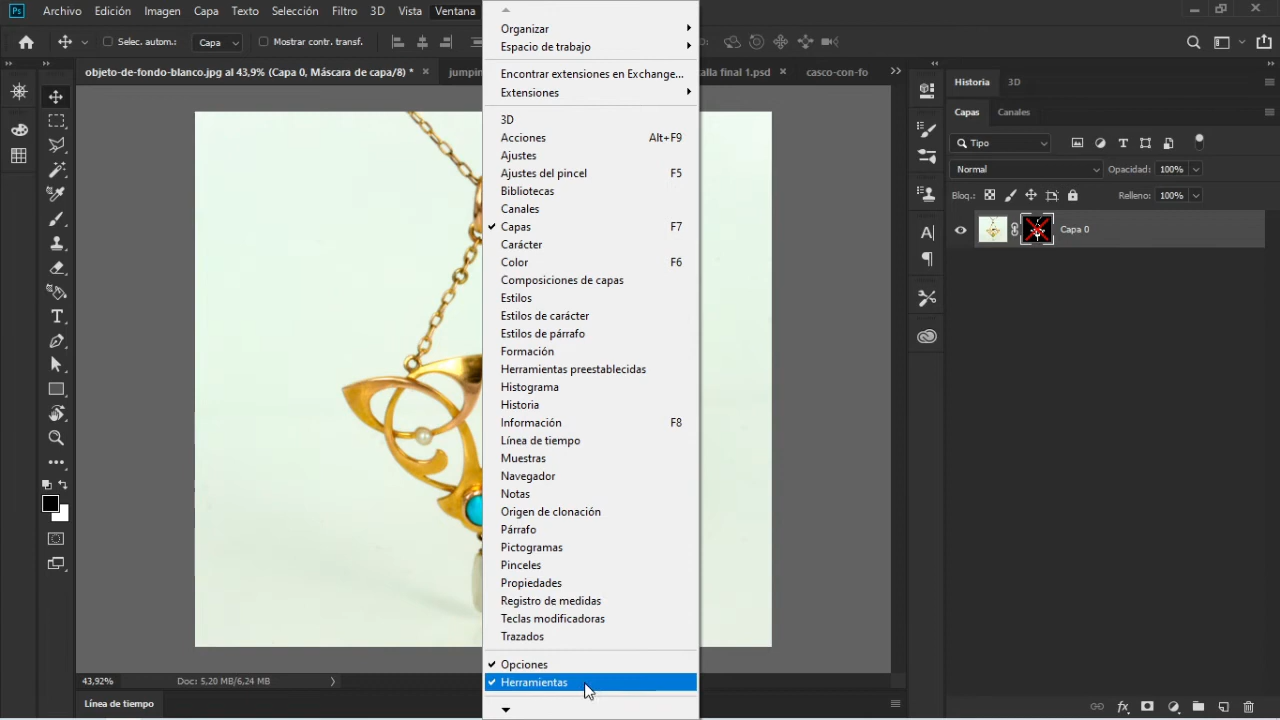 Ps Archivo Edición Imagen Capa Texto Selección Filtro 3D Vista Ventana
Selec. autom.: Capa Mostrar contr. transf.
objeto-de-fondo-blanco.jpg al 43,9% (Capa 0, Máscara de capa/8) *
alla final 1.psd
casco-con-fo
Organizar
Espacio de trabajo
Encontrar extensiones en Exchange...
Extensiones
3D
Acciones Alt+F9
Ajustes
Ajustes del pincel F5
Bibliotecas
Canales
Capas F7
Carácter
Color F6
Composiciones de capas
Estilos
Estilos de carácter
Estilos de párrafo
Formación
Herramientas preestablecidas
Histograma
Historia
Información F8
Línea de tiempo
Muestras
Navegador
Notas
Origen de clonación
Párrafo
Pictogramas
Pinceles
Propiedades
Registro de medidas
Teclas modificadoras
Trazados
Opciones
Herramientas
Historia 3D
Capas Canales
Tipo
Normal Opacidad: 100%
Bloq.: Relleno: 100%
Capa 0
43,92% Doc: 5,20 MB/6,24 MB
Línea de tiempo